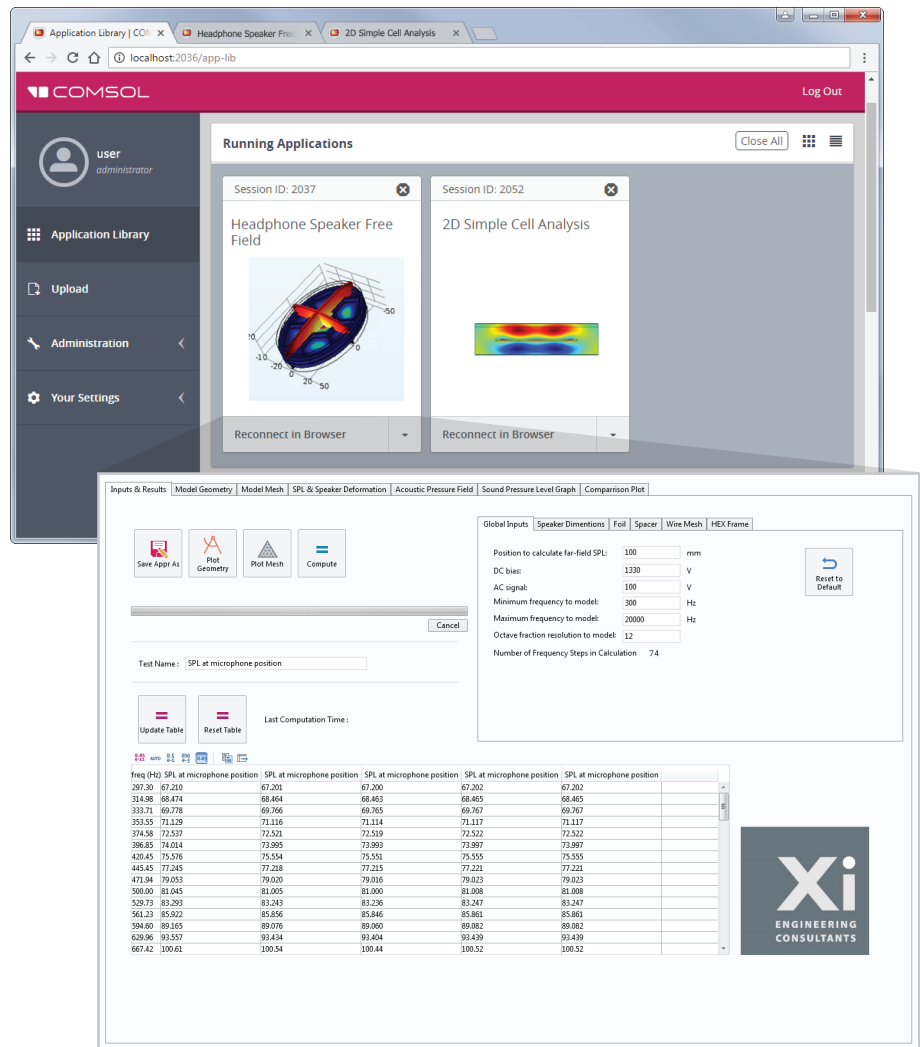 Application Library | CO
Headphone Speaker Free
2D Simple Cell Analysis
localhost:2036/app-lib
COMSOL
Log Out
user
administrator
Application Library
Upload
Administration
Your Settings
Running Applications
Close All
Session ID: 2037
Headphone Speaker Free
Field
-50
-10
-20
0
20
50
0
Reconnect in Browser
Session ID: 2052
2D Simple Cell Analysis
Reconnect in Browser
Inputs & Results Model Geometry Model Mesh SPL & Speaker Deformation Acoustic Pressure Field Sound Pressure Level Graph Comparrison Plot
Save Appr As
Plot
Geometry
Plot Mesh
Compute
Cancel
Test Name : SPL at microphone position
Update Table
Reset Table
Last Computation Time :
Global Inputs Speaker Dimentions Foil Spacer Wire Mesh HEX Frame
Position to calculate far-field SPL: 100 mm
DC bias: 1330 V
AC signal: 100 V
Minimum frequency to model: 300 Hz
Maximum frequency to model: 20000 Hz
Octave fraction resolution to model: 12
Number of Frequency Steps in Calculation 74
Reset to
Default
AUTO
freq (Hz) SPL at microphone position SPL at microphone position SPL at microphone position SPL at microphone position SPL at microphone position
297.30 67.210 67.201 67.200 67.202 67.202
314.98 68.474 68.464 68.463 68.465 68.465
333.71 69.778 69.766 69.765 69.767 69.767
353.55 71.129 71.116 71.114 71.117 71.117
374.58 72.537 72.521 72.519 72.522 72.522
396.85 74.014 73.995 73.993 73.997 73.997
420.45 75.576 75.554 75.551 75.555 75.555
445.45 77.245 77.218 77.215 77.221 77.221
471.94 79.053 79.020 79.016 79.023 79.023
500.00 81.045 81.005 81.000 81.008 81.008
529.73 83.293 83.243 83.236 83.247 83.247
561.23 85.922 85.856 85.846 85.861 85.861
594.60 89.165 89.076 89.060 89.082 89.082
629.96 93.557 93.434 93.404 93.439 93.439
667.42 100.61 100.54 100.44 100.52 100.52
Xi
ENGINEERING
CONSULTANTS